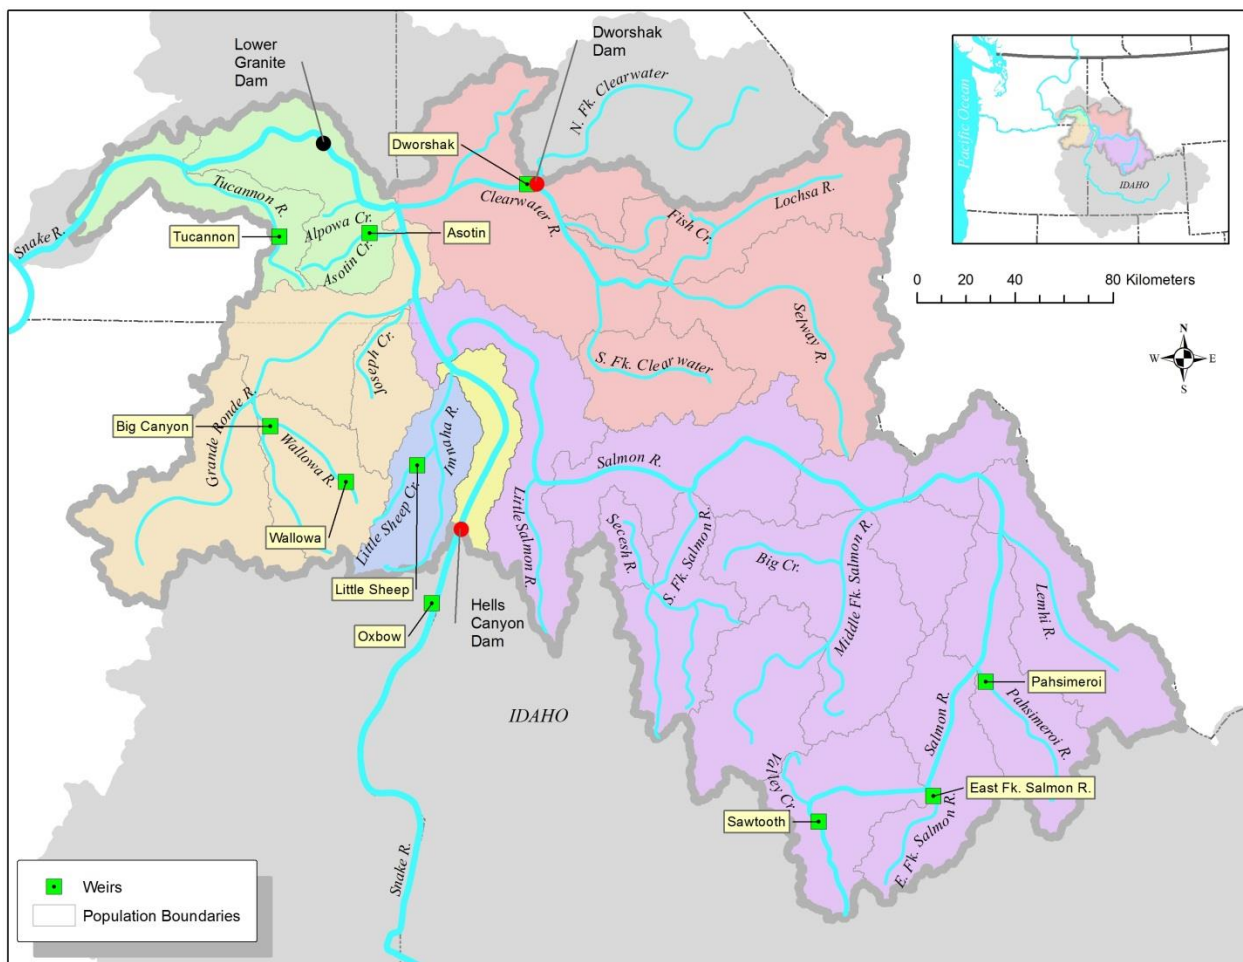 Lower
Granite
Dam
Dworshak
Dam
N. Fk. Clearwater
Dworshak
Clearwater R.
Fish Cr.
Lochsa R.
Pacific Ocean
IDAHO
Tucannon R.
Alpowa Cr.
Asotin
Tucannon
Asotin Cr.
Snake R.
0 20 40 80 Kilometers
Selway R.
S. Fk. Clearwater
N
W
E
S
Joseph Cr.
Grande Ronde R.
Big Canyon
Wallowa R.
Imnaha R.
Wallowa
Little Sheep Cr.
Little Sheep
Salmon R.
Little Salmon R.
Secesh R.
S. Fk. Salmon R.
Big Cr.
Middle Fk. Salmon R.
Lemhi R.
Oxbow
Hells
Canyon
Dam
IDAHO
Pahsimeroi
Salmon R.
Pahsimeroi R.
Valley Cr.
East Fk. Salmon R.
Sawtooth
E. Fk. Salmon R.
Snake R.
Weirs
Population Boundaries